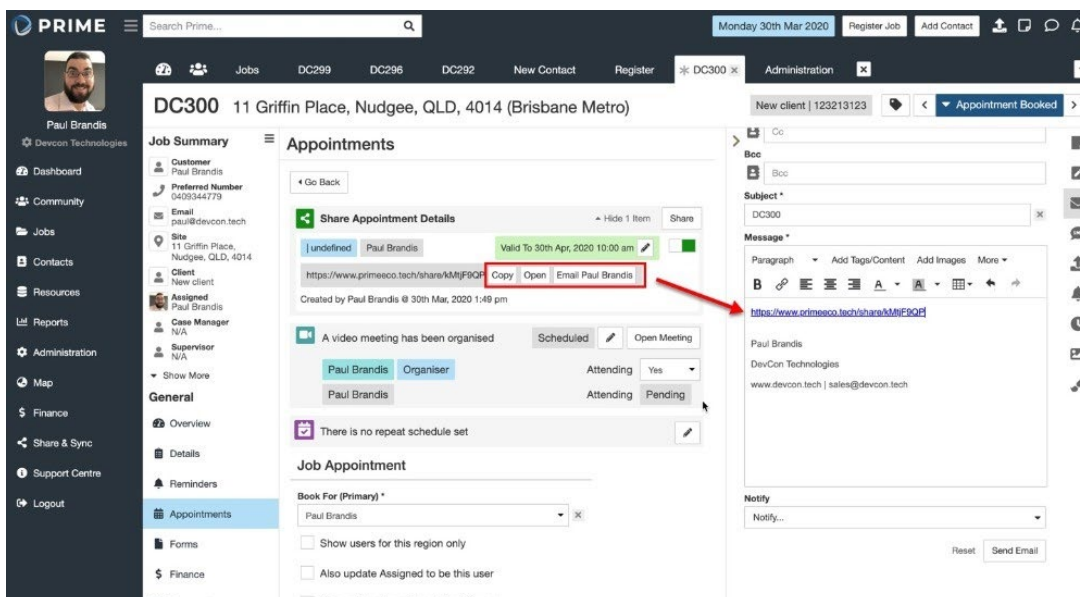 PRIME
Search Prime...
Monday 30th Mar 2020
Register Job
Add Contact
Jobs
DC299
DC296
DC292
New Contact
Register
DC300
Administration
DC300 11 Griffin Place, Nudgee, QLD, 4014 (Brisbane Metro)
New client | 123213123
Appointment Booked
Paul Brandis
Devcon Technologies
Dashboard
Community
Jobs
Contacts
Resources
Reports
Administration
Map
Finance
Share & Sync
Support Centre
Logout
Job Summary
Customer
Paul Brandis
Preferred Number
0409344779
Email
paul@devcon.tech
Site
11 Griffin Place,
Nudgee, QLD, 4014
Client
New client
Assigned
Paul Brandis
Case Manager
N/A
Supervisor
N/A
Show More
General
Overview
Details
Reminders
Appointments
Forms
Finance
Appointments
Go Back
Share Appointment Details
Hide 1 Item
Share
| undefined
Paul Brandis
Valid To 30th Apr, 2020 10:00 am
https://www.primeeco.tech/share/kMtjF9QP
Copy
Open
Email Paul Brandis
Created by Paul Brandis @ 30th Mar, 2020 1:49 pm
A video meeting has been organised
Scheduled
Open Meeting
Paul Brandis
Organiser
Attending
Yes
Paul Brandis
Attending
Pending
There is no repeat schedule set
Job Appointment
Book For (Primary) *
Paul Brandis
Show users for this region only
Also update Assigned to be this user
Cc
Bcc
Bcc
Subject *
DC300
Message *
Paragraph
Add Tags/Content
Add Images
More
B
A
A
https://www.primeeco.tech/share/kMtjF9QP
Paul Brandis
DevCon Technologies
www.devcon.tech | sales@devcon.tech
Notify
Notify...
Reset
Send Email